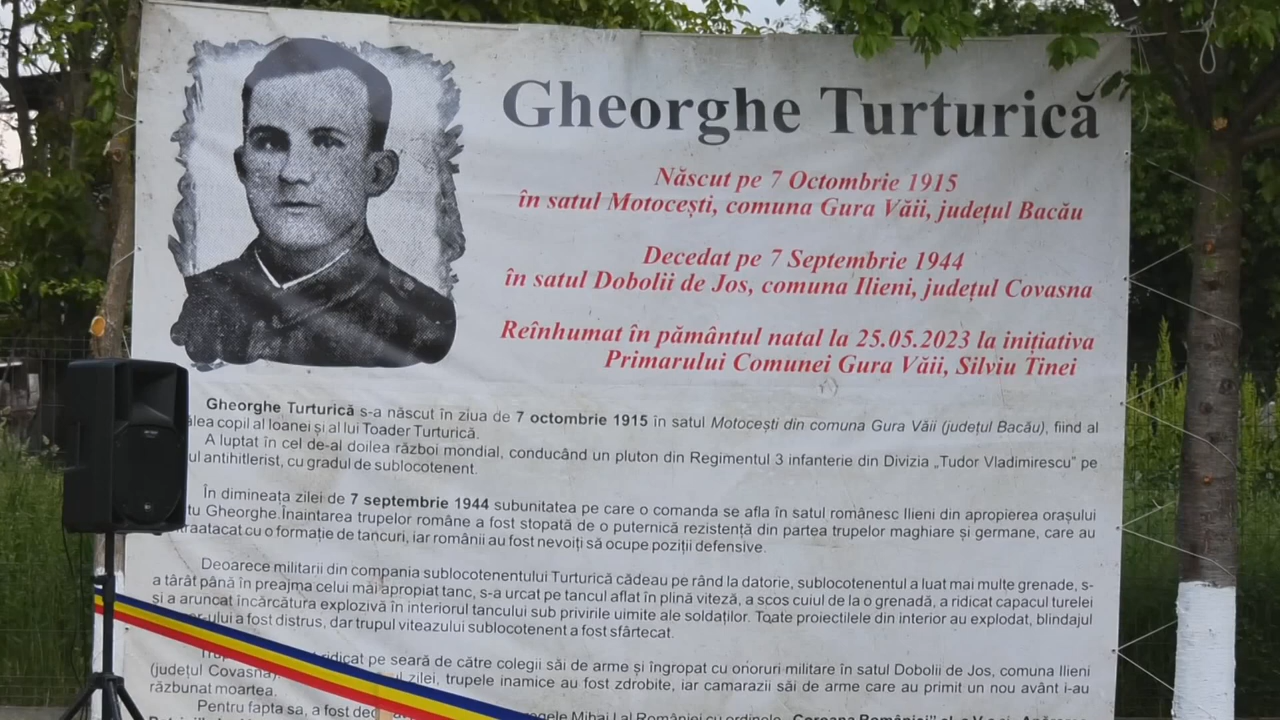 Gheorghe Turturică
Născut pe 7 Octombrie 1915
în satul Motocești, comuna Gura Văii, județul Bacău
Decedat pe 7 Septembrie 1944
în satul Dobolii de Jos, comuna Ilieni, județul Covasna
Reînhumat în pământul natal la 25.05.2023 la inițiativa
Primarului Comunei Gura Văii, Silviu Tinei
Gheorghe Turturică s-a născut în ziua de 7 octombrie 1915 în satul Motocești din comuna Gura Văii (județul Bacău), fiind al
copil al Ioanei și al lui Toader Turturică.
A luptat în cel de-al doilea război mondial, conducând un pluton din Regimentul 3 infanterie din Divizia „Tudor Vladimirescu” pe
antihitlerist, cu gradul de sublocotenent.
În dimineața zilei de 7 septembrie 1944 subunitatea pe care o comanda se afla în satul românesc Ilieni din apropierea orașului
Gheorghe.Înaintarea trupelor române a fost stopată de o puternică rezistență din partea trupelor maghiare și germane, care au
cu o formație de tancuri, iar românii au fost nevoiți să ocupe poziții defensive.
Deoarece militarii din compania sublocotenentului Turturică cădeau pe rând la datorie, sublocotenentul a luat mai multe grenade, s-
a târât până în preajma celui mai apropiat tanc, s-a urcat pe tancul aflat în plină viteză, a scos cuiul de la o grenadă, a ridicat capacul turelei
și a aruncat încărcătura explozivă în interiorul tancului sub privirile uimite ale soldaților. Toate proiectilele din interior au explodat, blindajul
a fost distrus, dar trupul viteazului sublocotenent a fost sfârtecat.
ridicat pe seară de către colegii săi de arme și îngropat cu onoruri militare în satul Dobolii de Jos, comuna Ilieni
(județul Covasna). zilei, trupele inamice au fost zdrobite, iar camarazii săi de arme care au primit un nou avânt i-au
răzbunat moartea.
Pentru fapta sa, a fost Mihai I al României cu ordinele